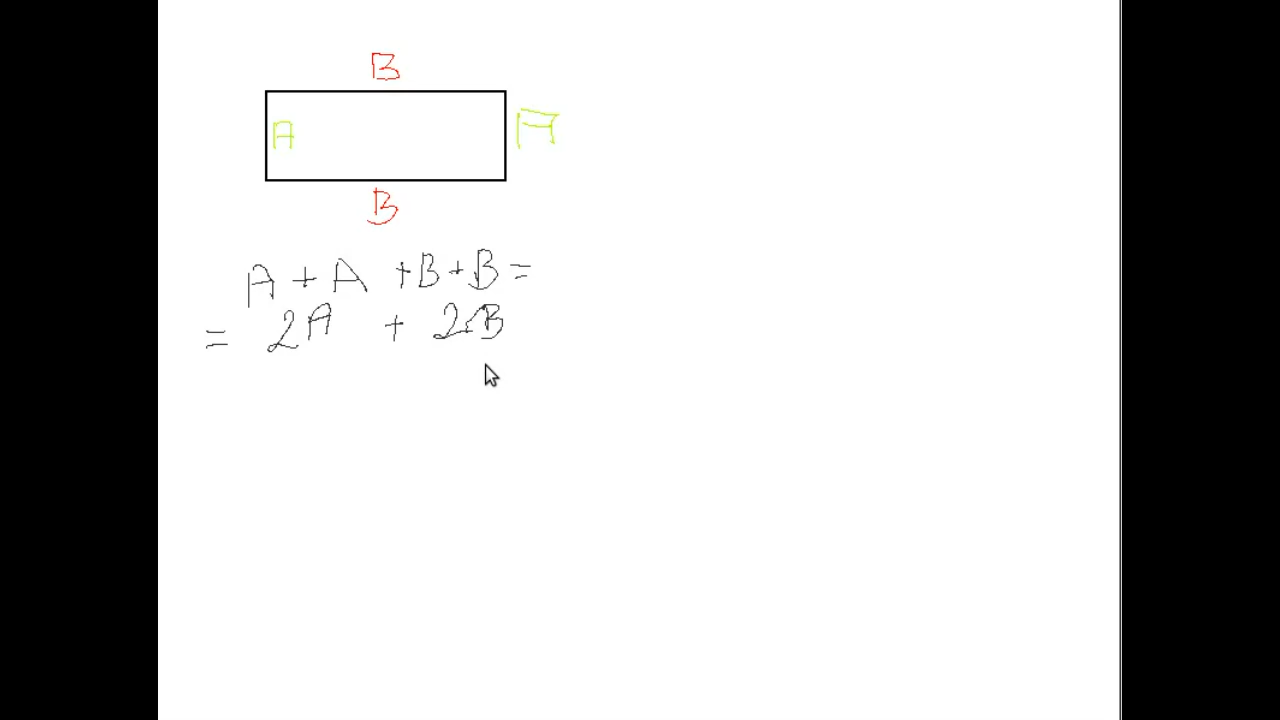 B
A A
B
A + A + B + B =
= 2A + 2B